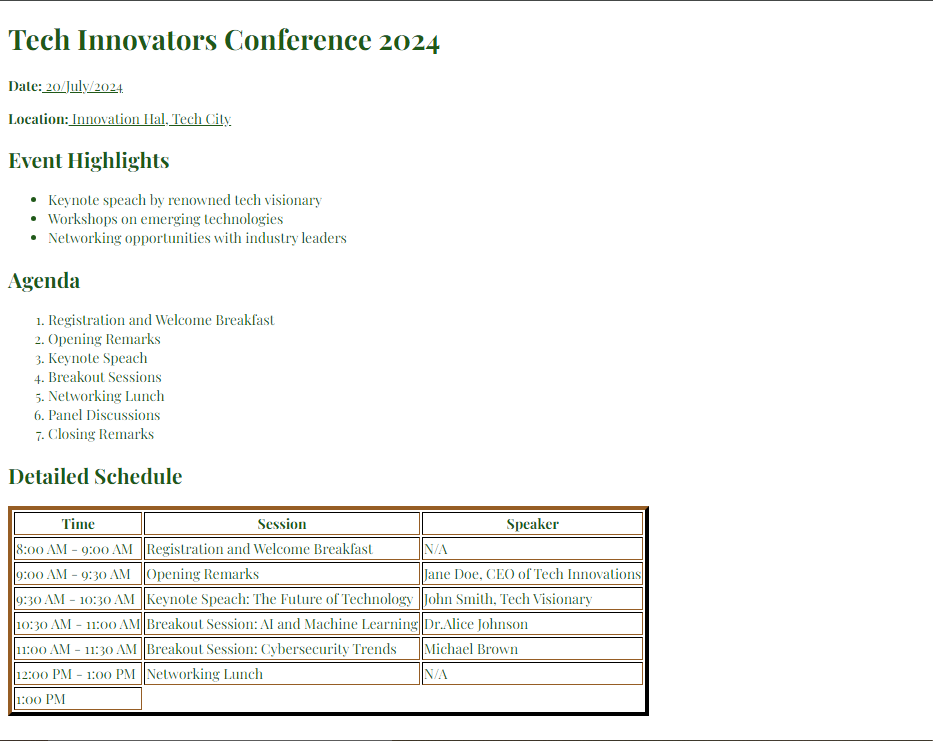 Tech Innovators Conference 2024
Date: 20/July/2024
Location: Innovation Hal, Tech City
Event Highlights
• Keynote speach by renowned tech visionary
• Workshops on emerging technologies
• Networking opportunities with industry leaders
Agenda
1. Registration and Welcome Breakfast
2. Opening Remarks
3. Keynote Speach
4. Breakout Sessions
5. Networking Lunch
6. Panel Discussions
7. Closing Remarks
Detailed Schedule
Time Session Speaker
8:00 AM - 9:00 AM Registration and Welcome Breakfast N/A
9:00 AM - 9:30 AM Opening Remarks Jane Doe, CEO of Tech Innovations
9:30 AM - 10:30 AM Keynote Speach: The Future of Technology John Smith, Tech Visionary
10:30 AM - 11:00 AM Breakout Session: AI and Machine Learning Dr.Alice Johnson
11:00 AM - 11:30 AM Breakout Session: Cybersecurity Trends Michael Brown
12:00 PM - 1:00 PM Networking Lunch N/A
1:00 PM